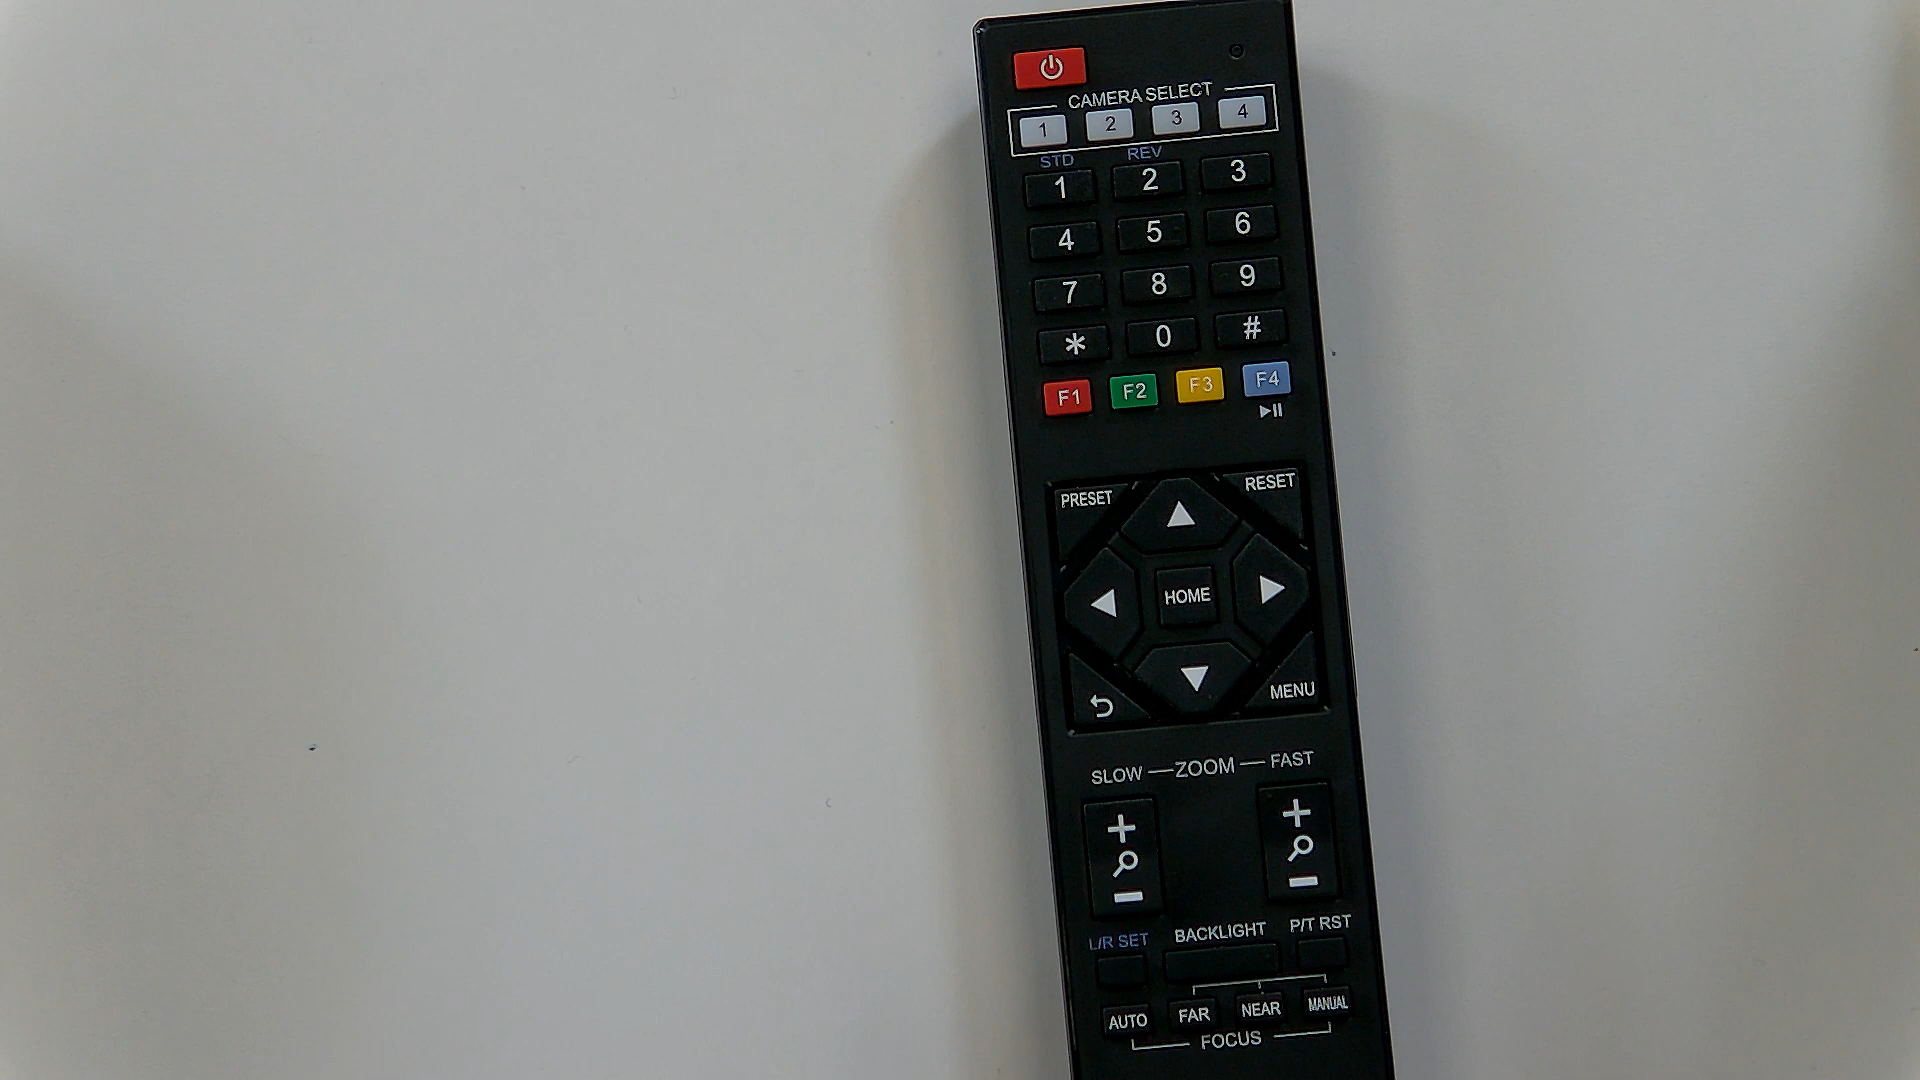 CAMERA SELECT
1 2 3 4
STD REV
1 2 3
4 5 6
7 8 9
* 0 #
F1 F2 F3 F4
PRESET RESET
HOME
MENU
SLOW ZOOM FAST
+ +
- -
L/R SET BACKLIGHT P/T RST
AUTO FAR NEAR MANUAL
FOCUS